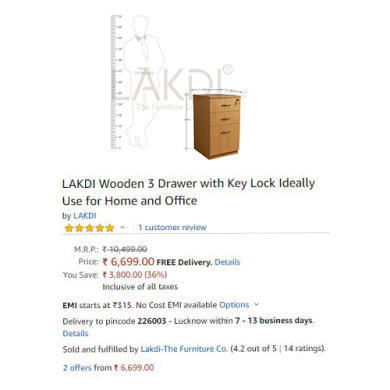 LAKDI®
The Furniture Co.
LAKDI Wooden 3 Drawer with Key Lock Ideally
Use for Home and Office
by LAKDI
1 customer review
M.R.P.: ₹ 10,499.00
Price: ₹ 6,699.00 FREE Delivery. Details
You Save: ₹ 3,800.00 (36%)
Inclusive of all taxes
EMI starts at ₹315. No Cost EMI available Options
Delivery to pincode 226003 - Lucknow within 7 - 13 business days.
Details
Sold and fulfilled by Lakdi-The Furniture Co. (4.2 out of 5 | 14 ratings).
2 offers from ₹ 6,699.00